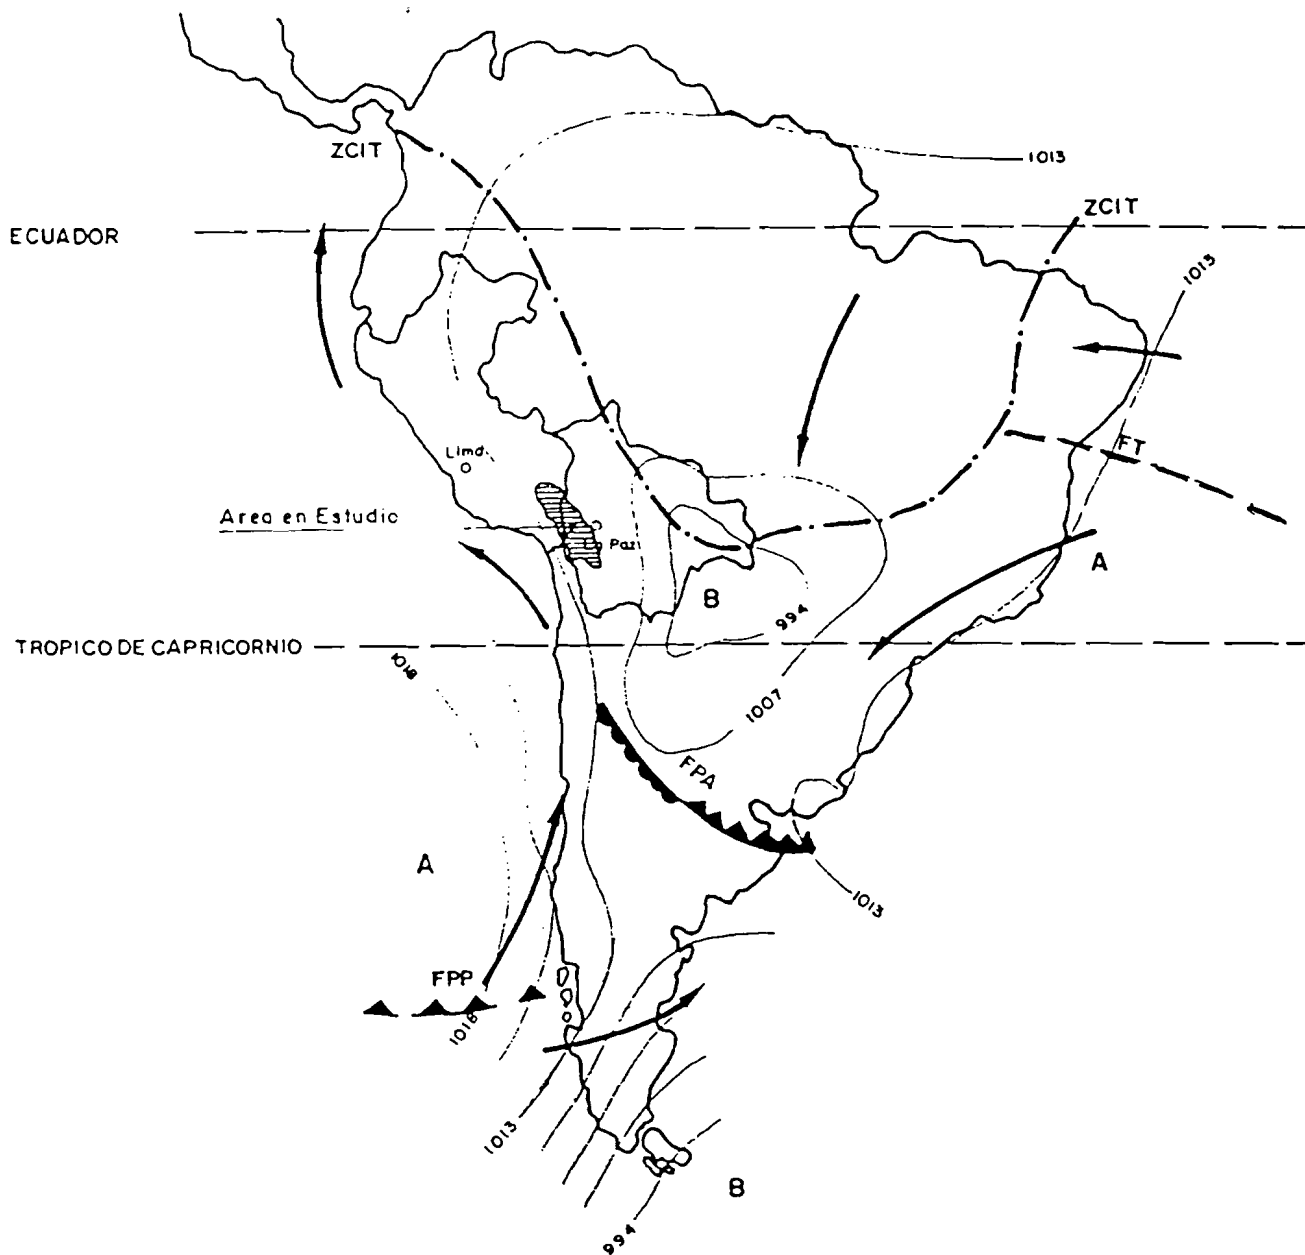 ZCIT
1013
ZCIT
ECUADOR
1013
FT
Lima
Area en Estudio
La Paz
A
B
994
TROPICO DE CAPRICORNIO
1018
1007
FPA
A
1013
FPP
1018
1013
B
994